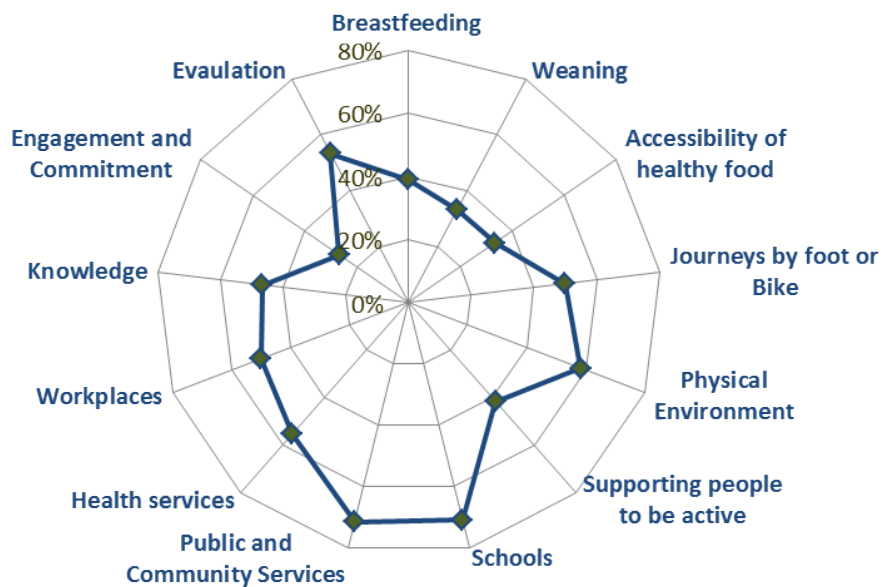 Breastfeeding
80%
Evaulation
Weaning
60%
Engagement and
Commitment
Accessibility of
healthy food
40%
20%
Knowledge
Journeys by foot or
Bike
0%
Workplaces
Physical
Environment
Health services
Supporting people
to be active
Public and
Community Services
Schools